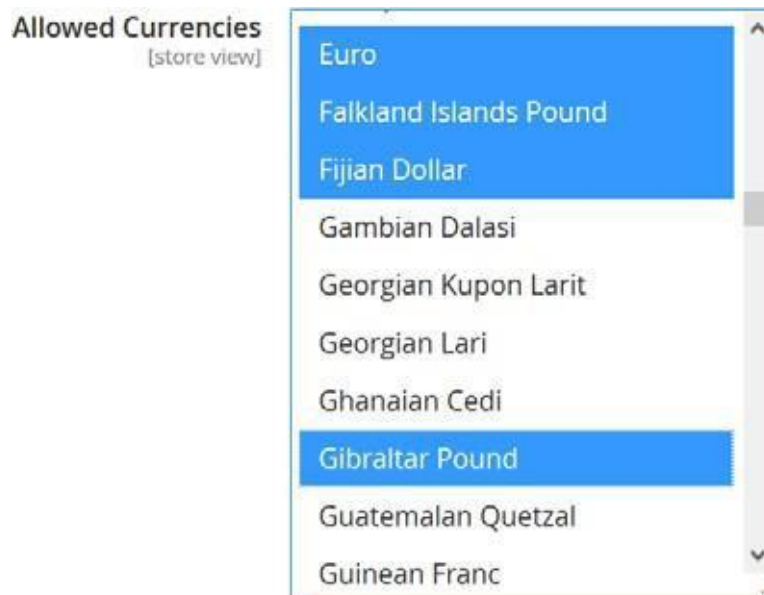 Allowed Currencies
[store view]
Euro
Falkland Islands Pound
Fijian Dollar
Gambian Dalasi
Georgian Kupon Larit
Georgian Lari
Ghanaian Cedi
Gibraltar Pound
Guatemalan Quetzal
Guinean Franc